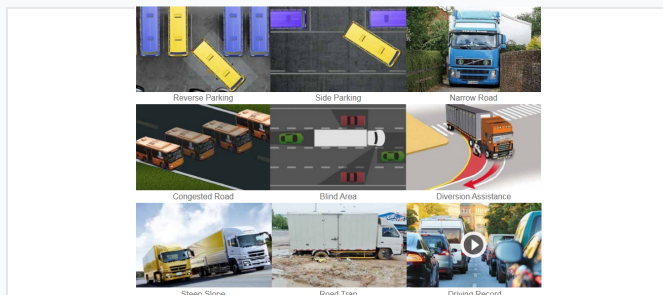 Reverse Parking
Side Parking
Narrow Road
Congested Road
Blind Area
Diversion Assistance
Steep Slope
Road Trap
Driving Record